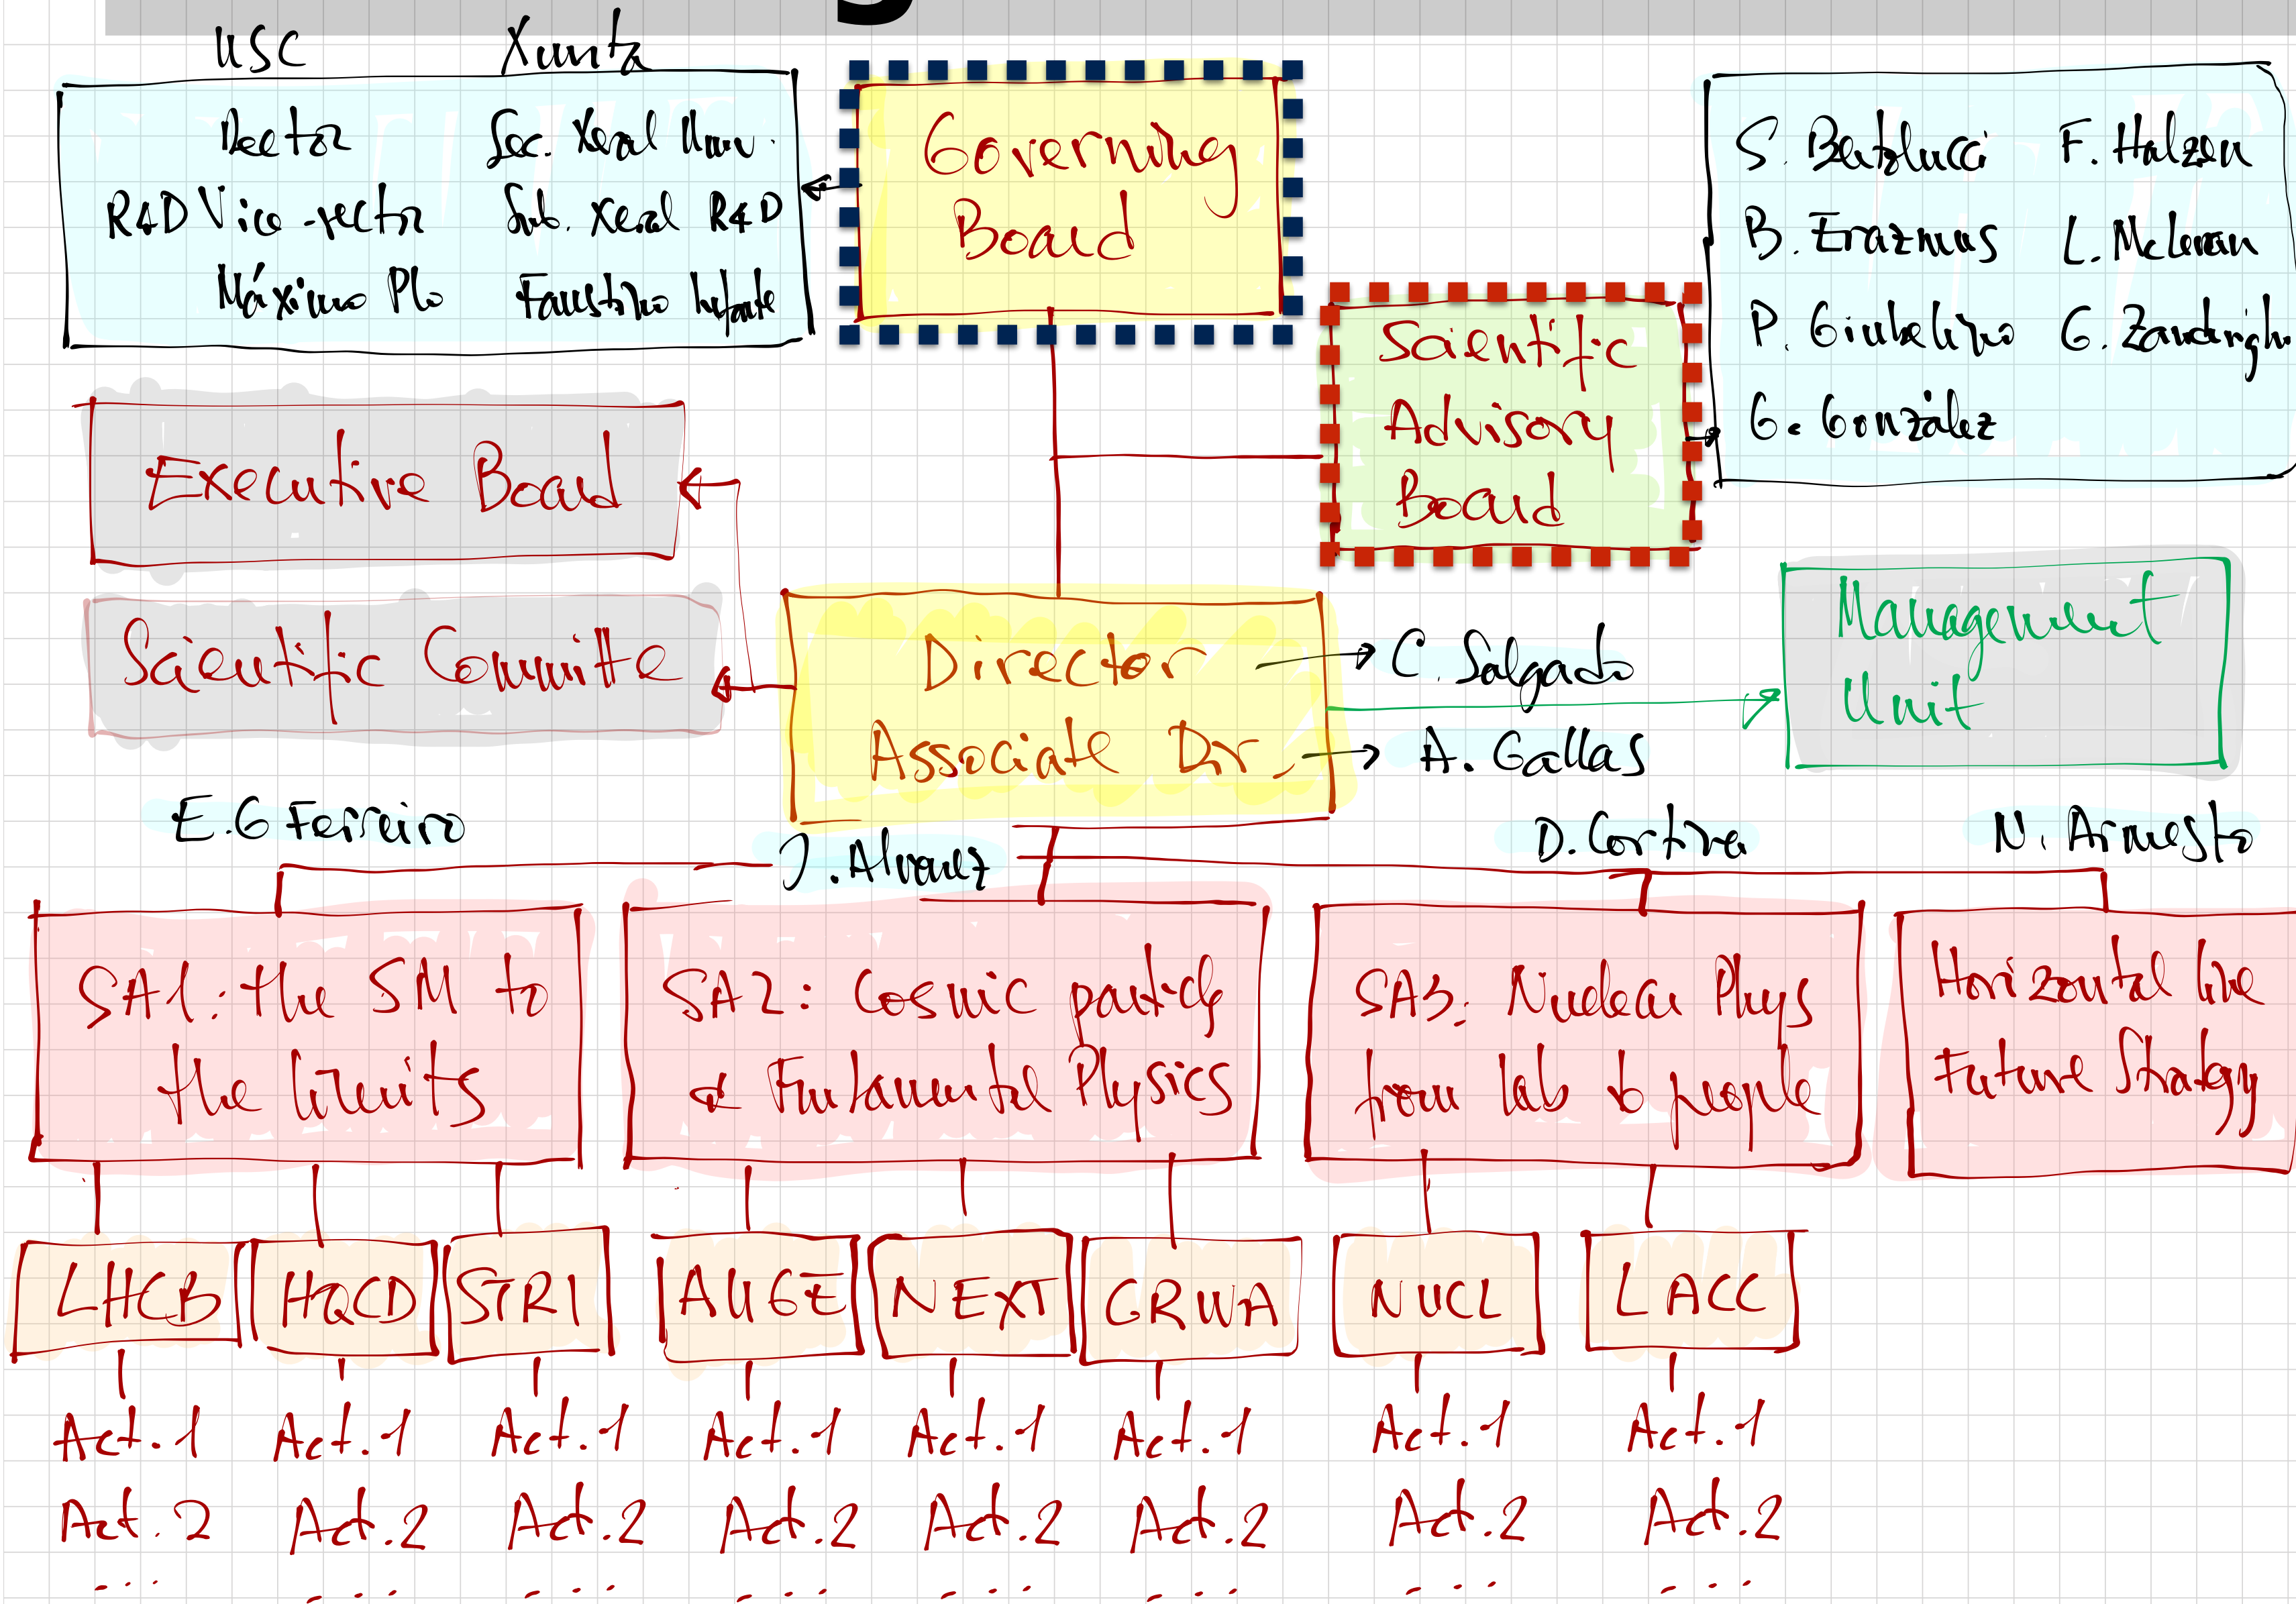 USC Xunta
Rector Sec. Xeral Univ.
R&D Vice-rector Sub. Xeral R&D
Máximo Plo Faustino Infante
Governing
Board
S. Bertolucci F. Halzen
B. Erazmus L. McLerran
P. Giubellino G. Zanderighi
G. González
Scientific
Advisory
Board
Executive Board
Scientific Committe
Director
Associate Dir.
C. Salgado
A. Gallas
Management
Unit
E.G Ferreiro
J. Alvarez
D. Cortina
N. Armesto
SA1: the SM to
the limits
SA2: Cosmic particles
& Fundamental Physics
SA3: Nuclear Phys
from lab to people
Horizontal line
Future Strategy
LHCB HQCD STRI AUGE NEXT GRWA NUCL LACC
Act.1 Act.1 Act.1 Act.1 Act.1 Act.1 Act.1 Act.1
Act.2 Act.2 Act.2 Act.2 Act.2 Act.2 Act.2 Act.2
... ... ... ... ... ... ... ...